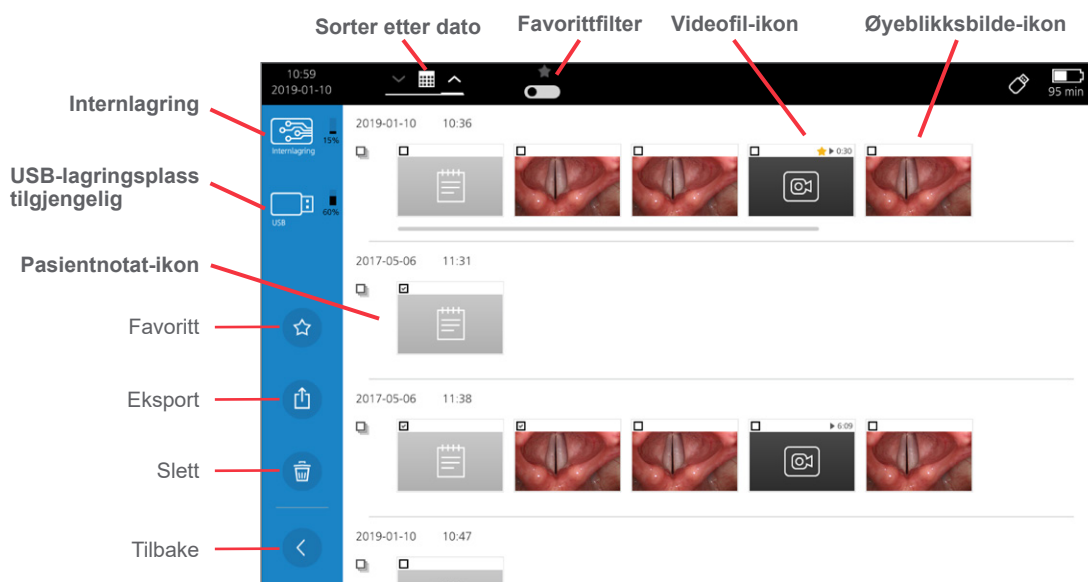 Sorter etter dato
Favorittfilter
Videofil-ikon
Øyeblikksbilde-ikon
10:59
2019-01-10
95 min
Internlagring
Internlagring
15%
USB-lagringsplass
tilgjengelig
USB
60%
2019-01-10 10:36
0:30
Pasientnotat-ikon
2017-05-06 11:31
Favoritt
Eksport
2017-05-06 11:38
6:09
Slett
Tilbake
2019-01-10 10:47